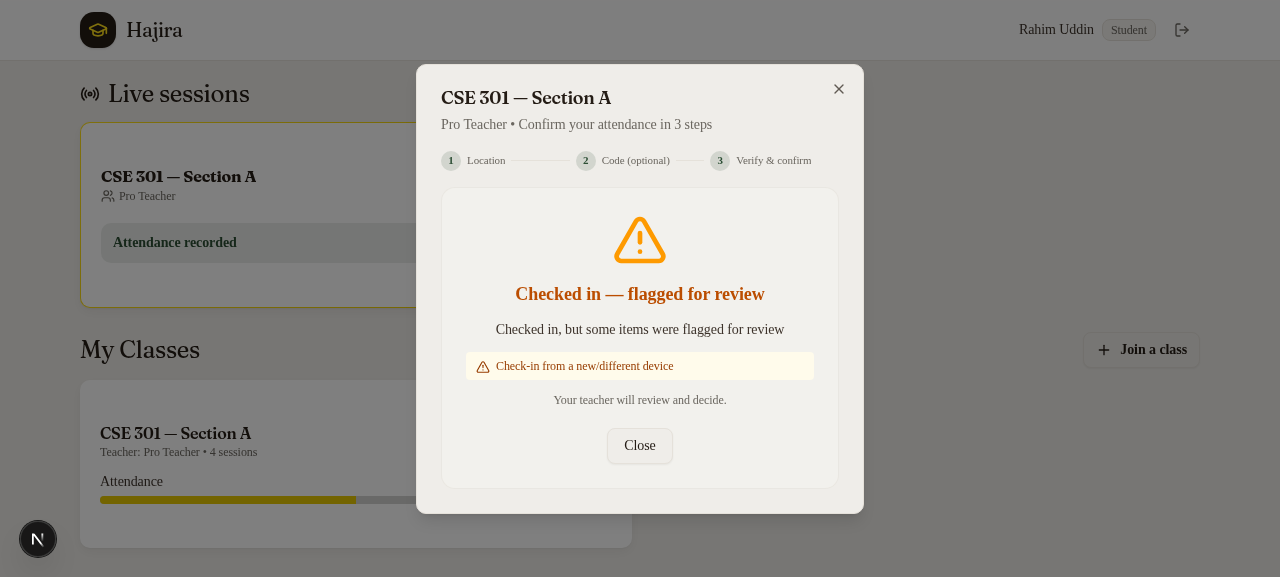 Hajira
Rahim Uddin
Student
Live sessions
CSE 301 — Section A
Pro Teacher
Attendance recorded
My Classes
Join a class
CSE 301 — Section A
Teacher: Pro Teacher • 4 sessions
Attendance
CSE 301 — Section A
Pro Teacher • Confirm your attendance in 3 steps
1 Location 2 Code (optional) 3 Verify & confirm
Checked in — flagged for review
Checked in, but some items were flagged for review
Check-in from a new/different device
Your teacher will review and decide.
Close
N